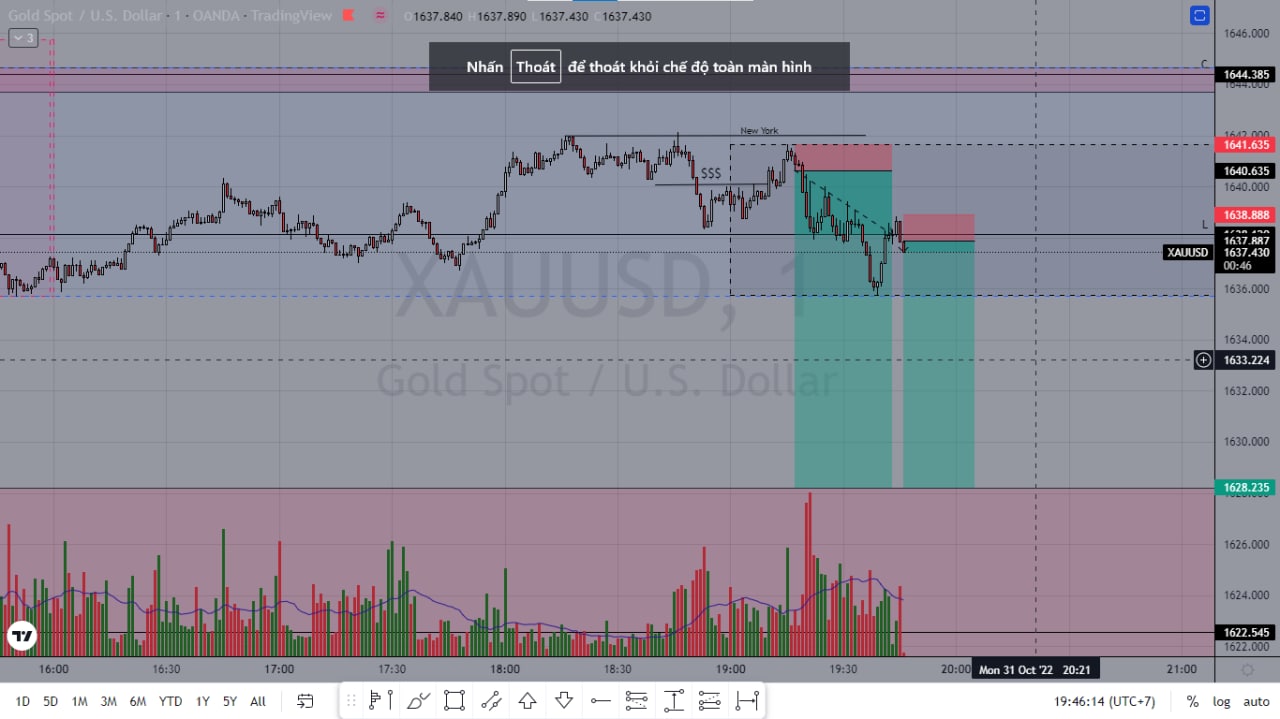 Gold Spot / U.S. Dollar · 1 · OANDA · TradingView O1637.840 H1637.890 L1637.430 C1637.430
3
Nhấn Thoát để thoát khỏi chế độ toàn màn hình
1646.000
C
1644.385
1644.000
New York
1642.000
1641.635
$$$
1640.635
1640.000
1638.888
L
1637.887
XAUUSD 1637.430
00:46
XAUUSD, 1
1636.000
1634.000
1633.224
Gold Spot / U.S. Dollar
1632.000
1630.000
1628.235
1626.000
1624.000
1622.545
1622.000
16:00 16:30 17:00 17:30 18:00 18:30 19:00 19:30 20:00 Mon 31 Oct '22 20:21 21:00
1D 5D 1M 3M 6M YTD 1Y 5Y All 19:46:14 (UTC+7) % log auto